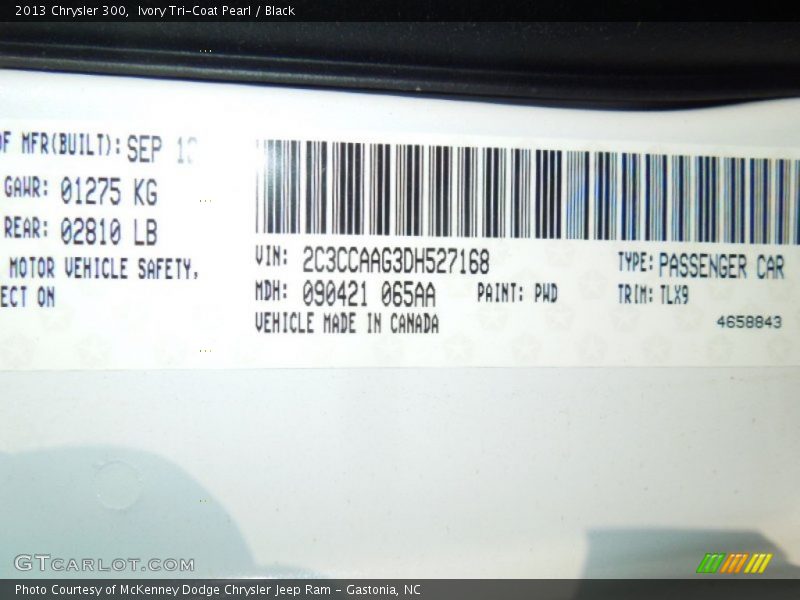 2013 Chrysler 300, Ivory Tri-Coat Pearl / Black
OF MFR(BUILT): SEP 13
GAWR: 01275 KG
REAR: 02810 LB
MOTOR VEHICLE SAFETY,
ECT ON
VIN: 2C3CCAAG3DH527168
MDH: 090421 065AA PAINT: PWD
VEHICLE MADE IN CANADA
TYPE: PASSENGER CAR
TRIM: TLX9
4658843
GTCARLOT.COM
Photo Courtesy of McKenney Dodge Chrysler Jeep Ram - Gastonia, NC